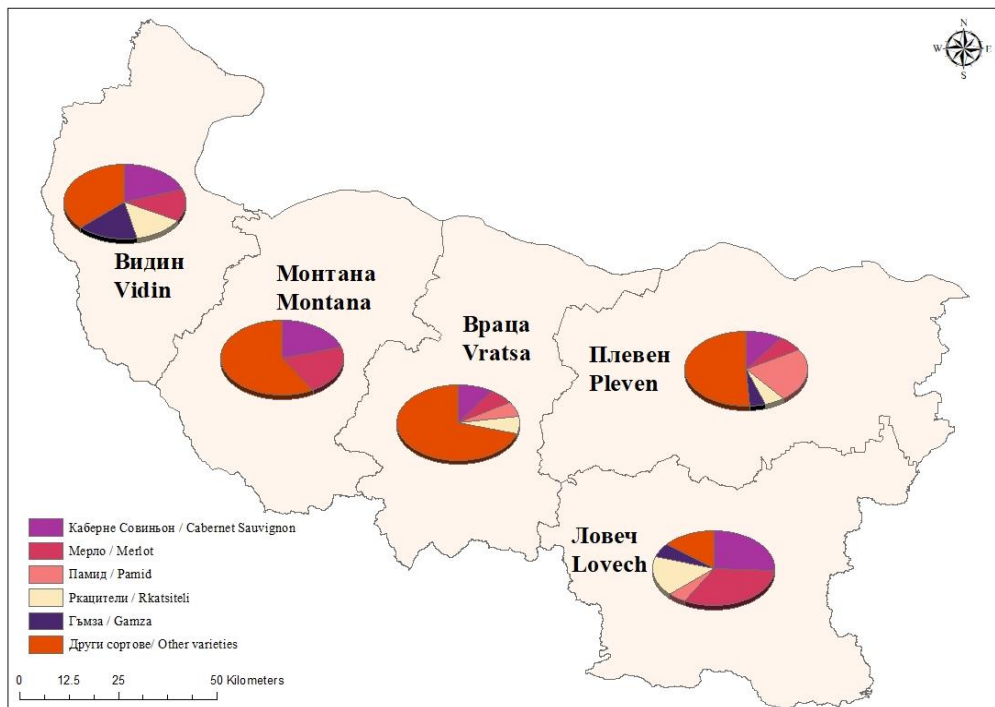 N
W E
S
Видин
Vidin
Монтана
Montana
Враца
Vratsa
Плевен
Pleven
Ловеч
Lovech
Каберне Совиньон / Cabernet Sauvignon
Мерло / Merlot
Памид / Pamid
Ркацители / Rkatsiteli
Гъмза / Gamza
Други сортове/ Other varieties
0 12.5 25 50 Kilometers